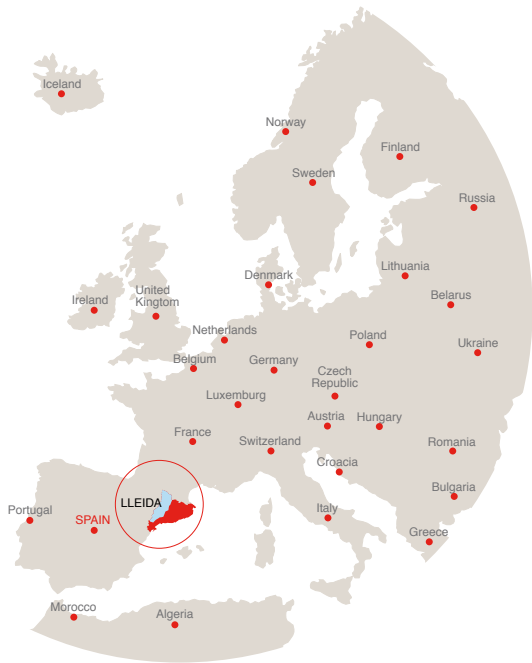 Iceland
Norway
Finland
Sweden
Russia
Lithuania
Denmark
Belarus
United
Kingtom
Ireland
Netherlands
Poland
Ukraine
Belgium
Germany
Czech
Republic
Luxemburg
Austria
Hungary
France
Switzerland
Romania
Croacia
Bulgaria
LLEIDA
Portugal
SPAIN
Italy
Greece
Morocco
Algeria